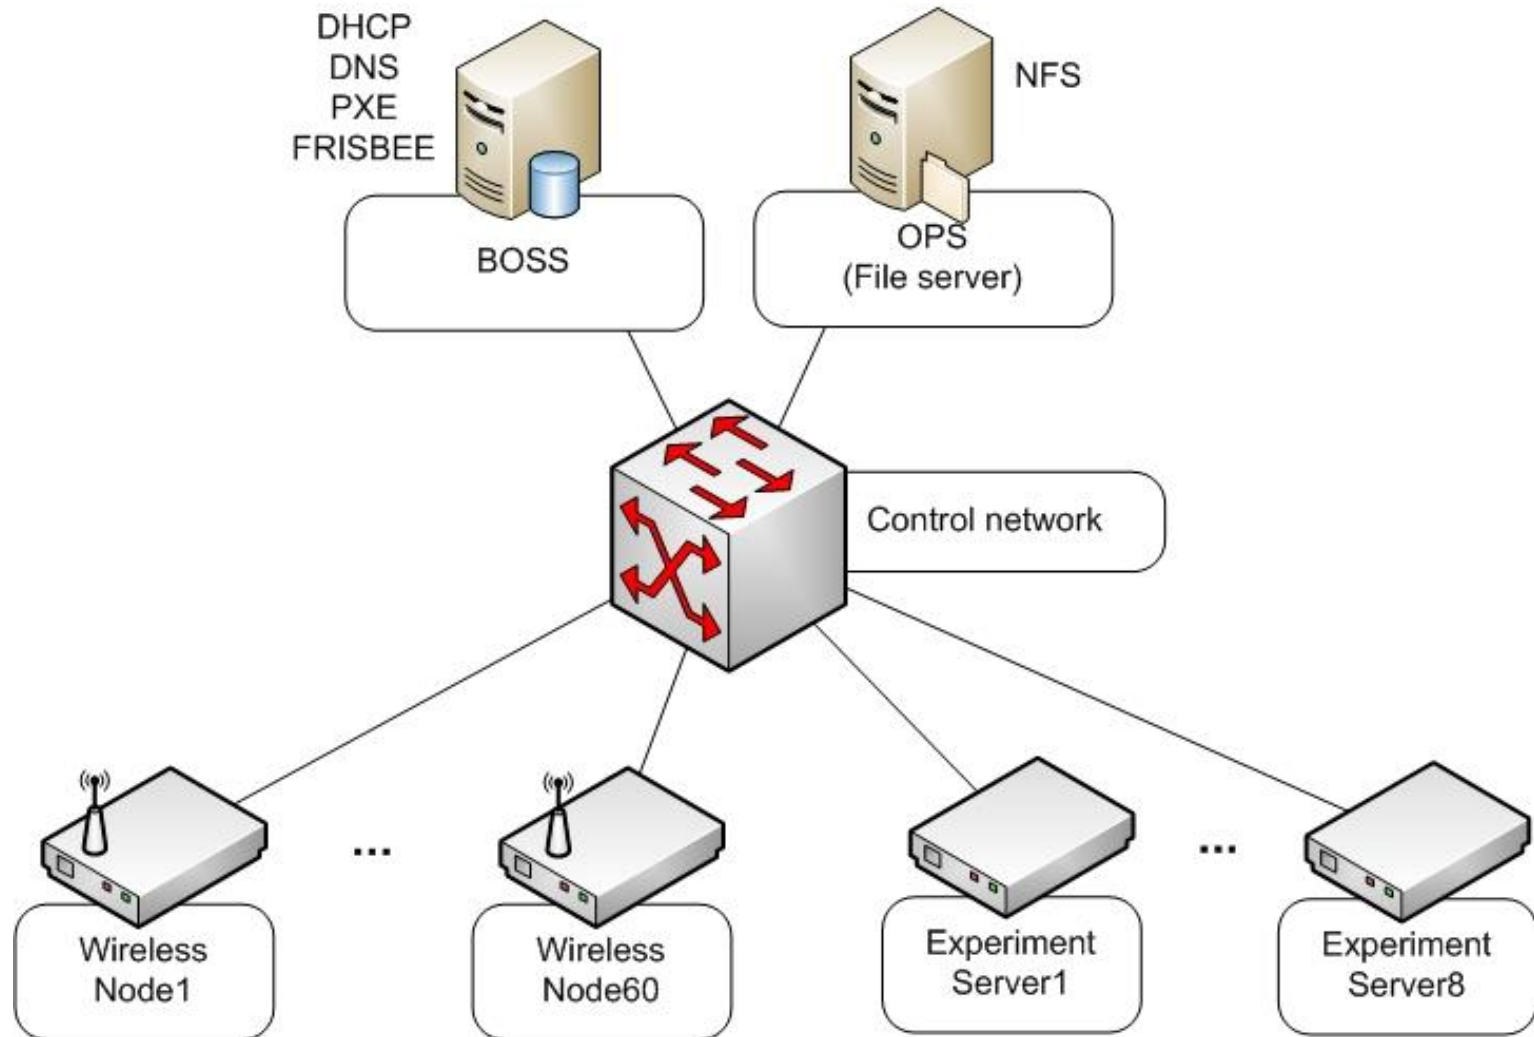 DHCP
DNS
PXE
FRISBEE
NFS
BOSS
OPS
(File server)
Control network
...
...
Wireless
Node1
Wireless
Node60
Experiment
Server1
Experiment
Server8